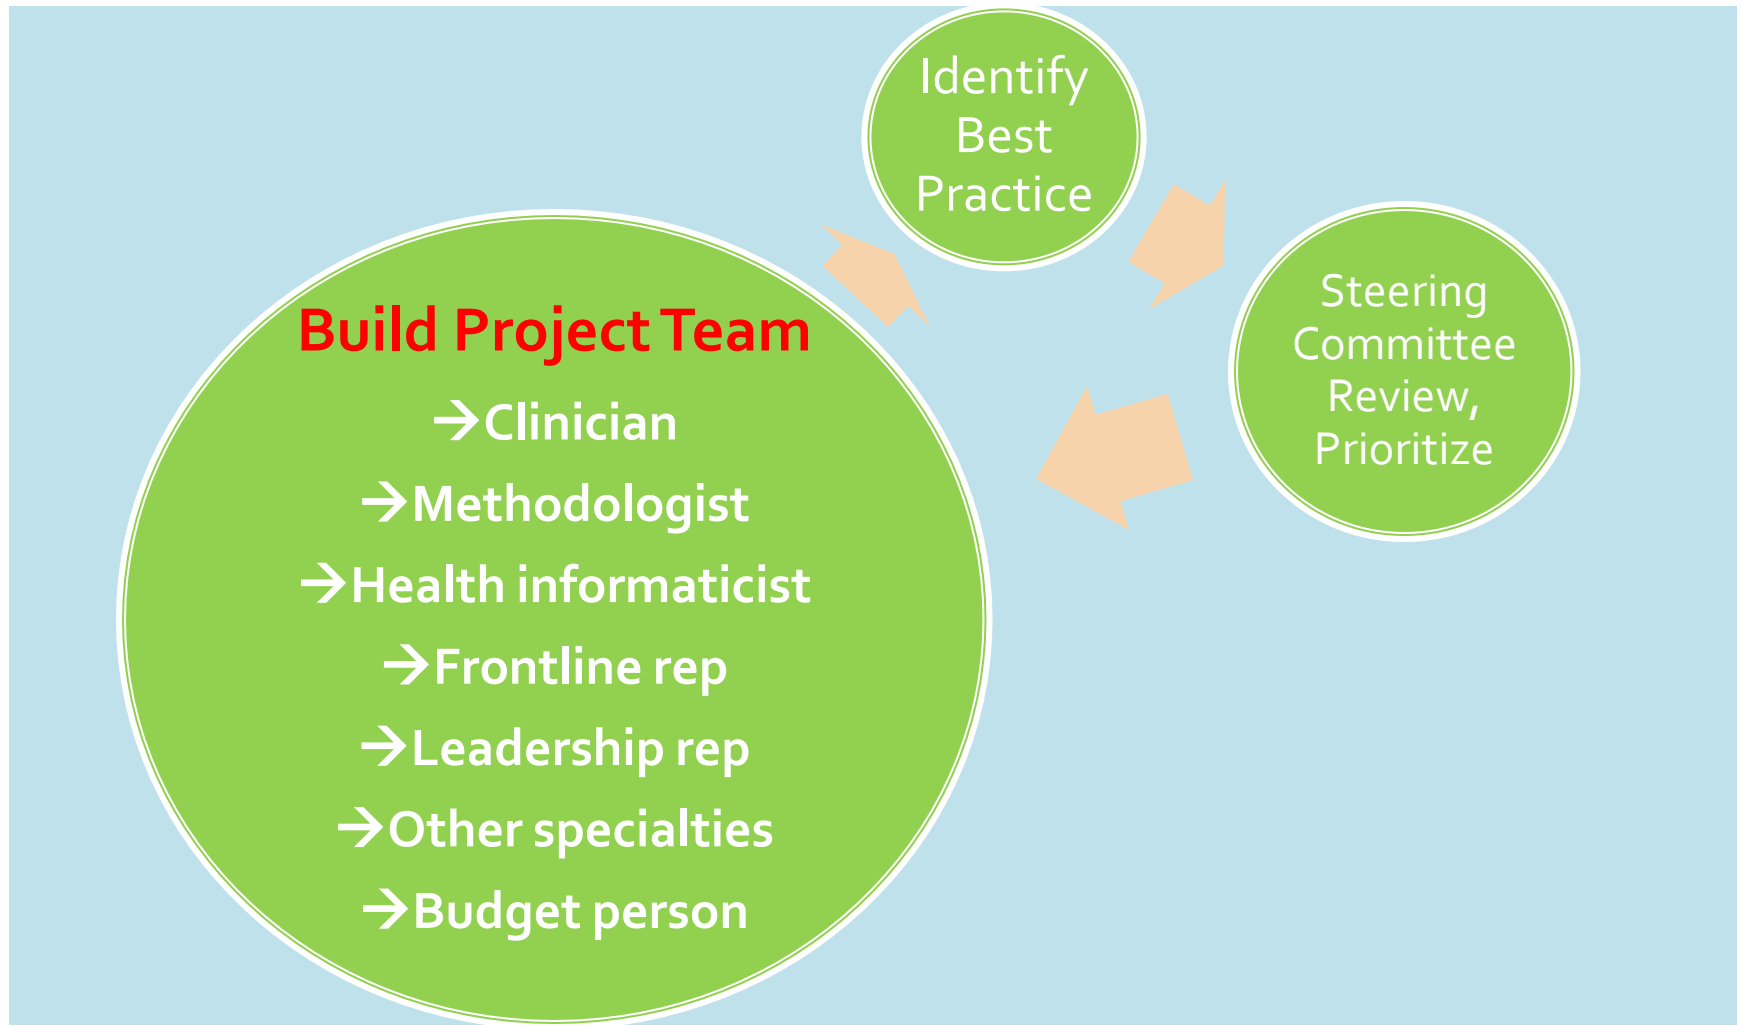 Identify
Best
Practice
Steering
Committee
Review,
Prioritize
Build Project Team
→Clinician
→Methodologist
→Health informaticist
→Frontline rep
→Leadership rep
→Other specialties
→Budget person